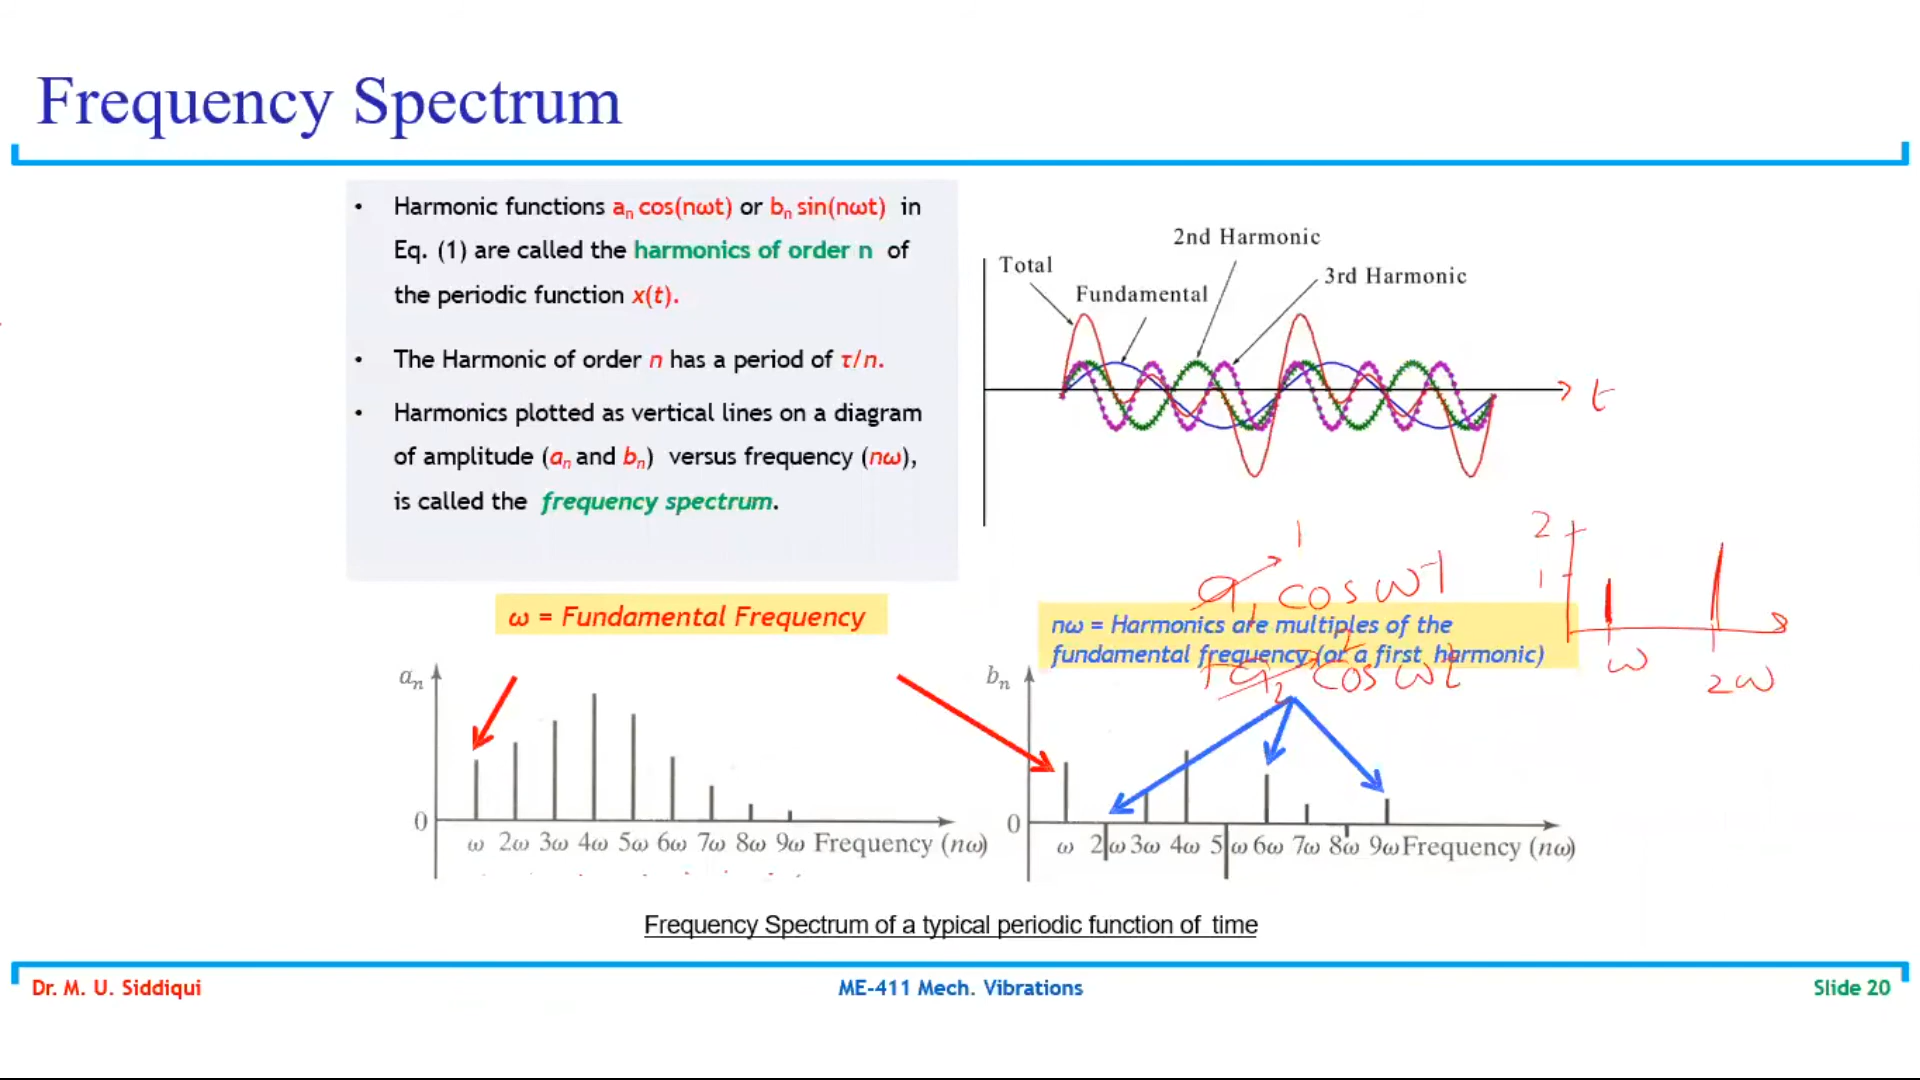 Frequency Spectrum
• Harmonic functions aₙ cos(nωt) or bₙ sin(nωt) in
Eq. (1) are called the harmonics of order n of
the periodic function x(t).
• The Harmonic of order n has a period of τ/n.
• Harmonics plotted as vertical lines on a diagram
of amplitude (aₙ and bₙ) versus frequency (nω),
is called the frequency spectrum.
2nd Harmonic
Total
3rd Harmonic
Fundamental
t
1
a₁ cos ωt
2
1
ω
2ω
ω = Fundamental Frequency
nω = Harmonics are multiples of the
fundamental frequency (or a first harmonic)
2
+a₂ cos ωt
aₙ
0
ω 2ω 3ω 4ω 5ω 6ω 7ω 8ω 9ω Frequency (nω)
bₙ
0
ω 2ω 3ω 4ω 5ω 6ω 7ω 8ω 9ω Frequency (nω)
Frequency Spectrum of a typical periodic function of time
Dr. M. U. Siddiqui
ME-411 Mech. Vibrations
Slide 20